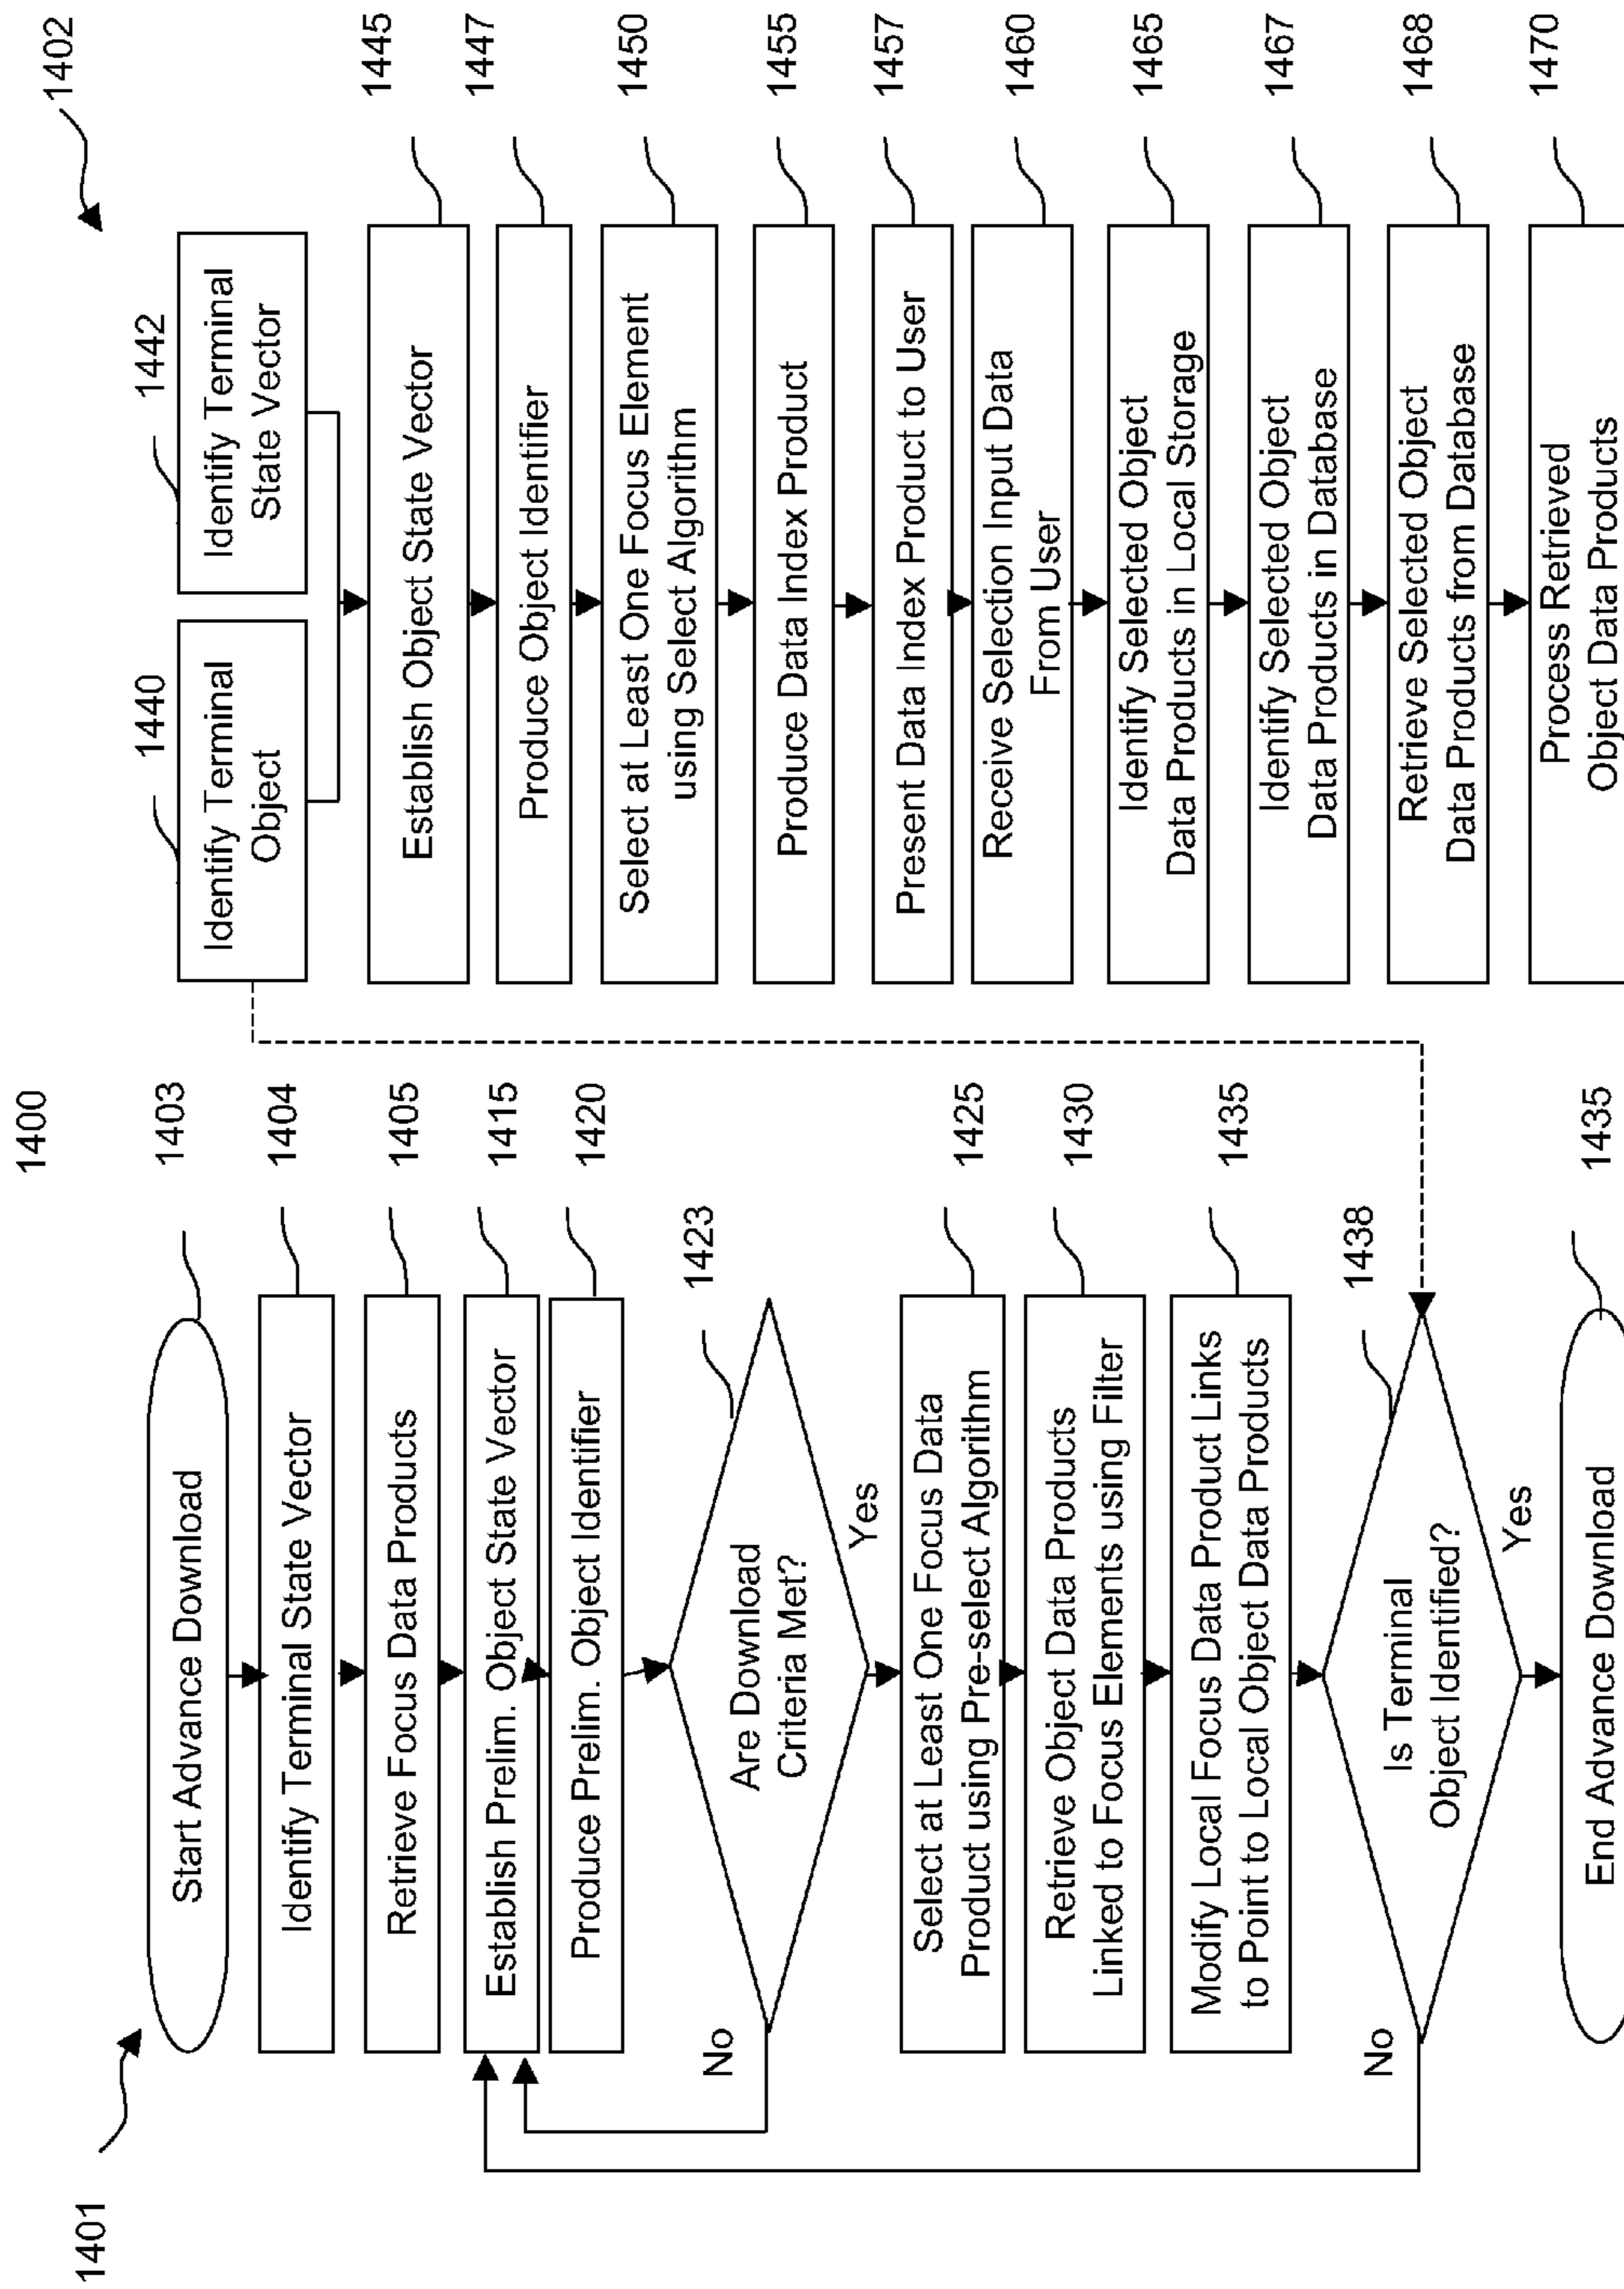 1400
1401
1403
Start Advance Download
1404
Identify Terminal State Vector
1405
Retrieve Focus Data Products
1415
Establish Prelim. Object State Vector
1420
Produce Prelim. Object Identifier
1423
Are Download
Criteria Met?
No
Yes
1425
Select at Least One Focus Data
Product using Pre-select Algorithm
1430
Retrieve Object Data Products
Linked to Focus Elements using Filter
1435
Modify Local Focus Data Product Links
to Point to Local Object Data Products
1438
Is Terminal
Object Identified?
No
Yes
1435
End Advance Download
1402
1440
Identify Terminal
Object
1442
Identify Terminal
State Vector
1445
Establish Object State Vector
1447
Produce Object Identifier
1450
Select at Least One Focus Element
using Select Algorithm
1455
Produce Data Index Product
1457
Present Data Index Product to User
1460
Receive Selection Input Data
From User
1465
Identify Selected Object
Data Products in Local Storage
1467
Identify Selected Object
Data Products in Database
1468
Retrieve Selected Object
Data Products from Database
1470
Process Retrieved
Object Data Products